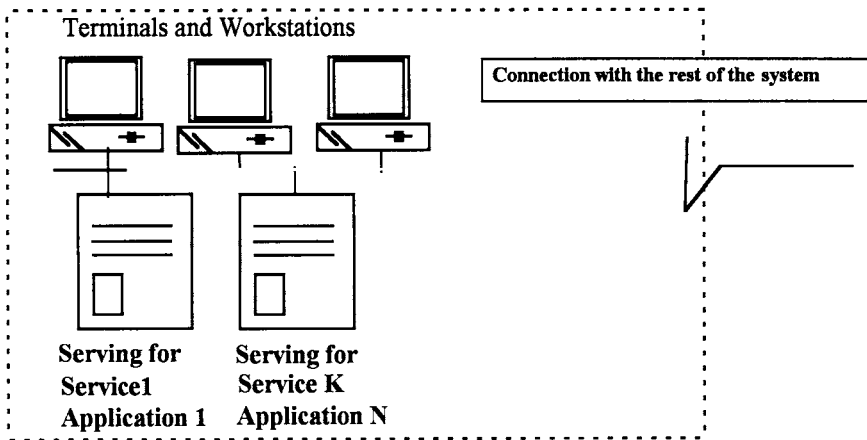 Terminals and Workstations
Connection with the rest of the system
Serving for
Service1
Application 1
Serving for
Service K
Application N